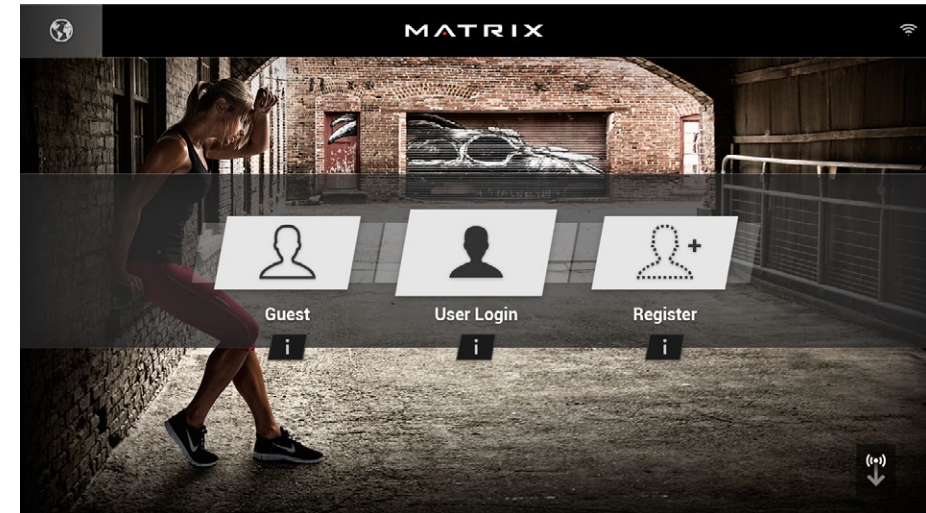 MATRIX
Guest
User Login
Register
i
i
i